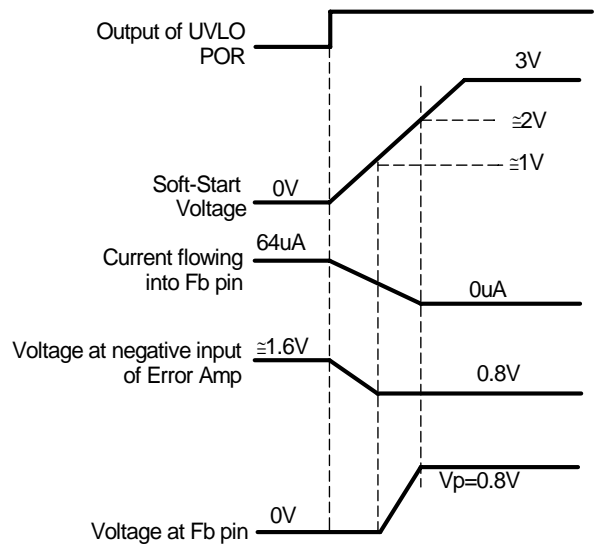 Output of UVLO
POR
3V
≅2V
≅1V
Soft-Start
Voltage
0V
64uA
Current flowing
into Fb pin
0uA
Voltage at negative input
of Error Amp
≅1.6V
0.8V
Voltage at Fb pin
0V
Vp=0.8V